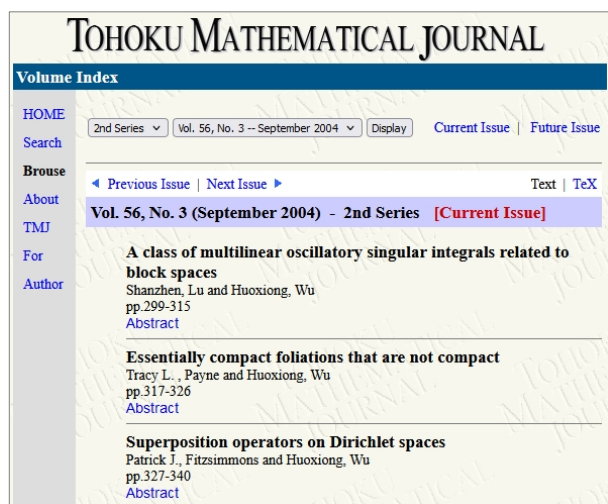 TOHOKU MATHEMATICAL JOURNAL
Volume Index
HOME
Search
Brouse
About
TMJ
For
Author
2nd Series Vol. 56, No. 3 -- September 2004 Display Current Issue | Future Issue
Previous Issue | Next Issue Text | TeX
Vol. 56, No. 3 (September 2004) - 2nd Series [Current Issue]
A class of multilinear oscillatory singular integrals related to
block spaces
Shanzhen, Lu and Huoxiong, Wu
pp.299-315
Abstract
Essentially compact foliations that are not compact
Tracy L. , Payne and Huoxiong, Wu
pp.317-326
Abstract
Superposition operators on Dirichlet spaces
Patrick J., Fitzsimmons and Huoxiong, Wu
pp.327-340
Abstract